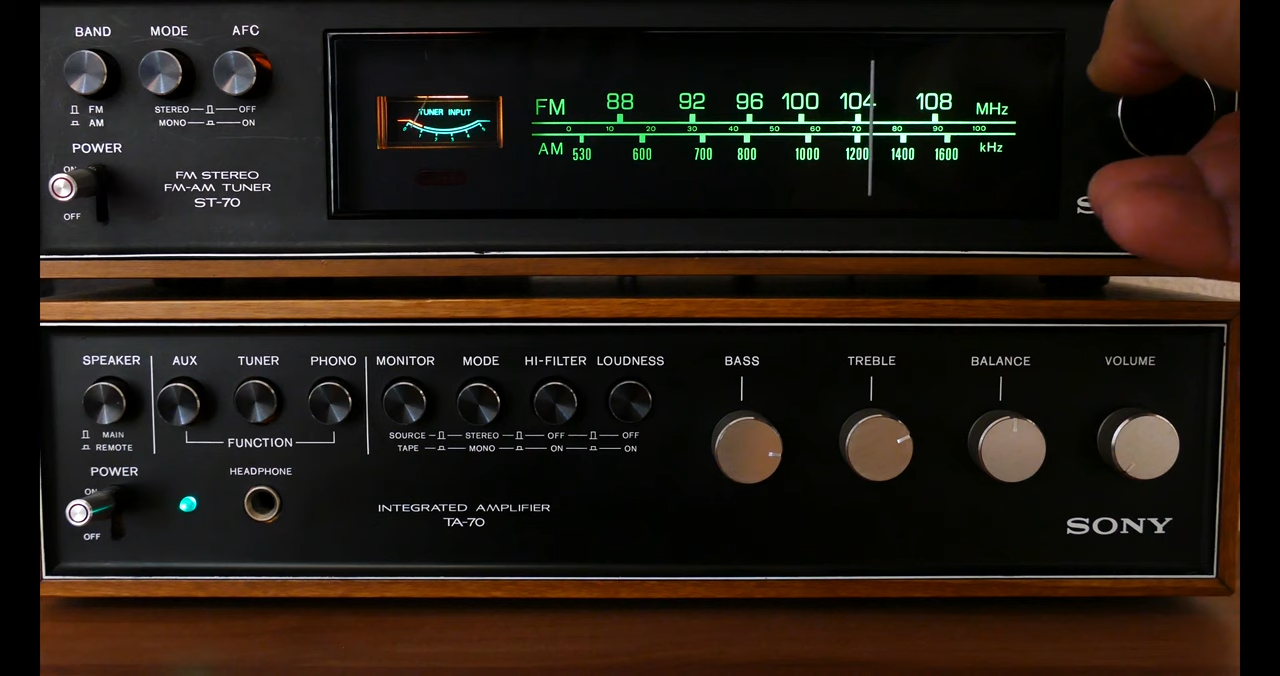 BAND MODE AFC
FM STEREO OFF
AM MONO ON
POWER
ON
OFF
FM STEREO
FM-AM TUNER
ST-70
TUNER INPUT
FM 88 92 96 100 104 108 MHz
0 10 20 30 40 50 60 70 80 90 100
AM 530 600 700 800 1000 1200 1400 1600 kHz
SPEAKER AUX TUNER PHONO MONITOR MODE HI-FILTER LOUDNESS BASS TREBLE BALANCE VOLUME
MAIN SOURCE STEREO OFF OFF
REMOTE FUNCTION TAPE MONO ON ON
POWER HEADPHONE
ON
OFF
INTEGRATED AMPLIFIER
TA-70
SONY